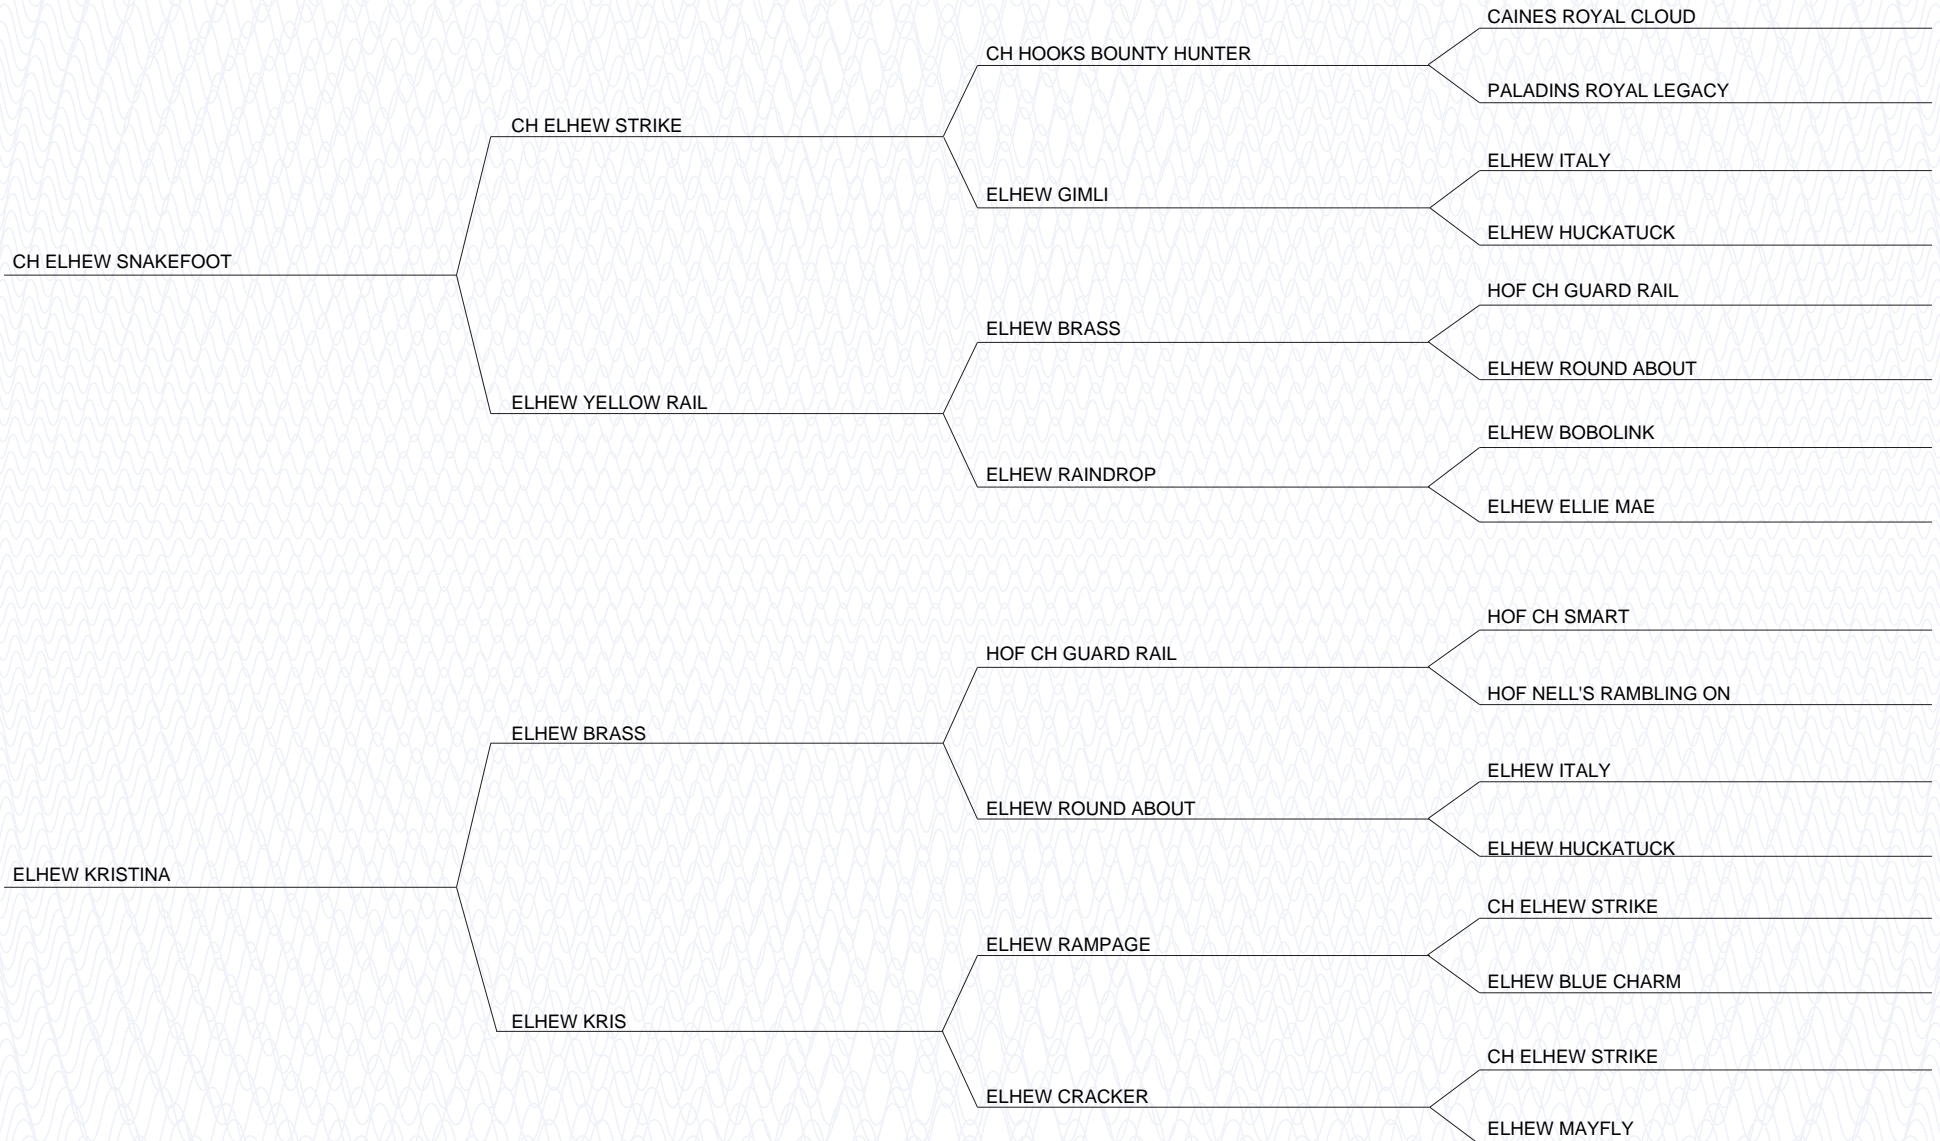 CAINES ROYAL CLOUD
CH HOOKS BOUNTY HUNTER
PALADINS ROYAL LEGACY
CH ELHEW STRIKE
ELHEW ITALY
ELHEW GIMLI
ELHEW HUCKATUCK
CH ELHEW SNAKEFOOT
HOF CH GUARD RAIL
ELHEW BRASS
ELHEW ROUND ABOUT
ELHEW YELLOW RAIL
ELHEW BOBOLINK
ELHEW RAINDROP
ELHEW ELLIE MAE
HOF CH SMART
HOF CH GUARD RAIL
HOF NELL'S RAMBLING ON
ELHEW BRASS
ELHEW ITALY
ELHEW ROUND ABOUT
ELHEW HUCKATUCK
ELHEW KRISTINA
CH ELHEW STRIKE
ELHEW RAMPAGE
ELHEW BLUE CHARM
ELHEW KRIS
CH ELHEW STRIKE
ELHEW CRACKER
ELHEW MAYFLY